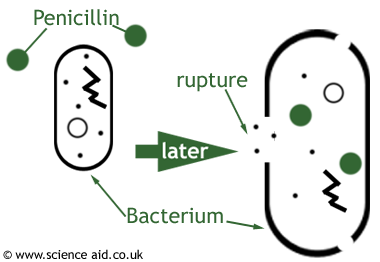 Penicillin
rupture
later
Bacterium
© www.science aid.co.uk